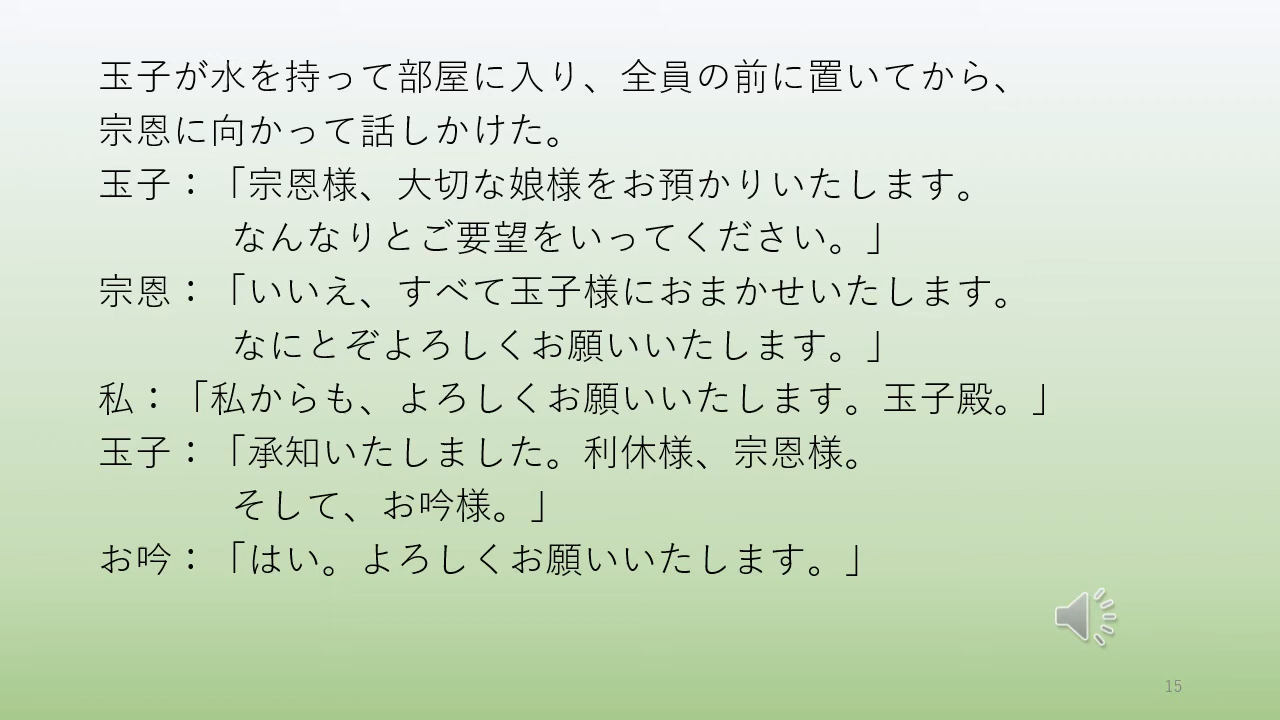 玉子が水を持って部屋に入り、全員の前に置いてから、
宗恩に向かって話しかけた。
玉子：「宗恩様、大切な娘様をお預かりいたします。
なんなりとご要望をいってください。」
宗恩：「いいえ、すべて玉子様におまかせいたします。
なにとぞよろしくお願いいたします。」
私：「私からも、よろしくお願いいたします。玉子殿。」
玉子：「承知いたしました。利休様、宗恩様。
そして、お吟様。」
お吟：「はい。よろしくお願いいたします。」
15